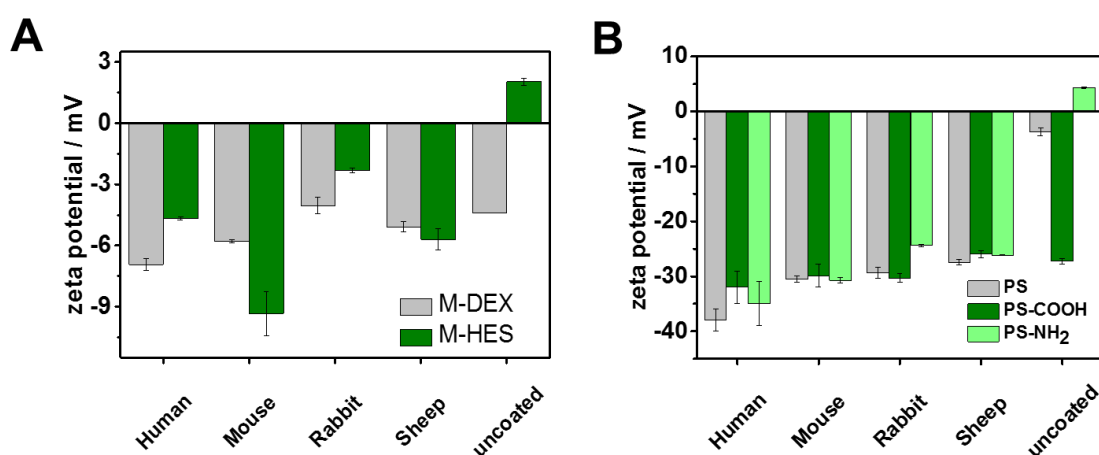 A
zeta potential / mV
3
0
-3
-6
-9
M-DEX
M-HES
Human
Mouse
Rabbit
Sheep
uncoated
B
zeta potential / mV
10
0
-10
-20
-30
-40
PS
PS-COOH
PS-NH₂
Human
Mouse
Rabbit
Sheep
uncoated